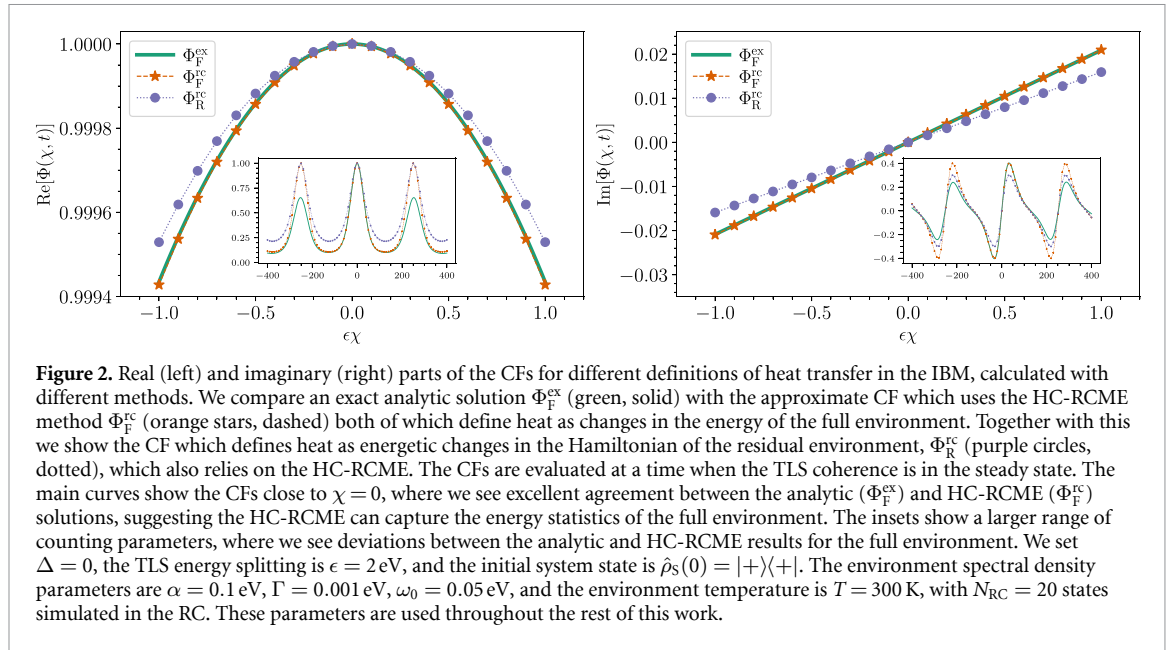 1.0000
0.9998
0.9996
0.9994
Re[Φ(χ, t)]
Φ_F^ex
Φ_F^rc
Φ_R^rc
1.00
0.75
0.50
0.25
0.00
−400 −200 0 200 400
−1.0 −0.5 0.0 0.5 1.0
ϵχ
0.02
0.01
0.00
−0.01
−0.02
−0.03
Im[Φ(χ, t)]
Φ_F^ex
Φ_F^rc
Φ_R^rc
0.4
0.2
0.0
−0.2
−0.4
−400 −200 0 200 400
−1.0 −0.5 0.0 0.5 1.0
ϵχ
Figure 2. Real (left) and imaginary (right) parts of the CFs for different definitions of heat transfer in the IBM, calculated with
different methods. We compare an exact analytic solution Φ_F^ex (green, solid) with the approximate CF which uses the HC-RCME
method Φ_F^rc (orange stars, dashed) both of which define heat as changes in the energy of the full environment. Together with this
we show the CF which defines heat as energetic changes in the Hamiltonian of the residual environment, Φ_R^rc (purple circles,
dotted), which also relies on the HC-RCME. The CFs are evaluated at a time when the TLS coherence is in the steady state. The
main curves show the CFs close to χ = 0, where we see excellent agreement between the analytic (Φ_F^ex) and HC-RCME (Φ_F^rc)
solutions, suggesting the HC-RCME can capture the energy statistics of the full environment. The insets show a larger range of
counting parameters, where we see deviations between the analytic and HC-RCME results for the full environment. We set
Δ = 0, the TLS energy splitting is ϵ = 2 eV, and the initial system state is ρ̂_S(0) = |+⟩⟨+|. The environment spectral density
parameters are α = 0.1 eV, Γ = 0.001 eV, ω_0 = 0.05 eV, and the environment temperature is T = 300 K, with N_RC = 20 states
simulated in the RC. These parameters are used throughout the rest of this work.